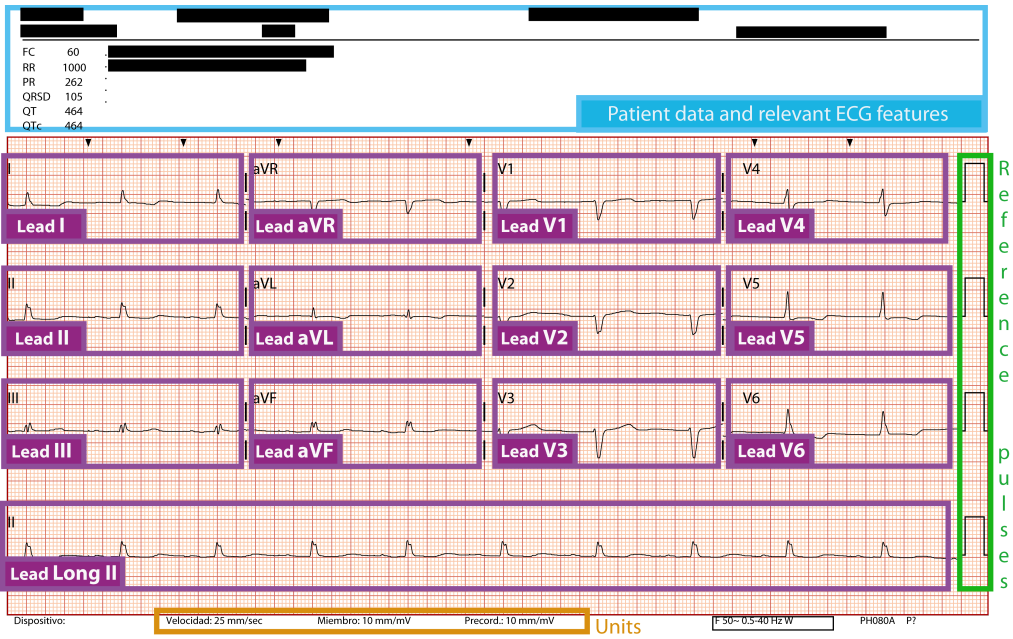 FC 60
RR 1000
PR 262
QRSD 105
QT 464
QTc 464
Patient data and relevant ECG features
I aVR V1 V4
Lead I Lead aVR Lead V1 Lead V4
II aVL V2 V5
Lead II Lead aVL Lead V2 Lead V5
III aVF V3 V6
Lead III Lead aVF Lead V3 Lead V6
II
Lead Long II
Reference pulses
Dispositivo: Velocidad: 25 mm/sec Miembro: 10 mm/mV Precord.: 10 mm/mV Units F 50~ 0.5-40 Hz W PH080A P?